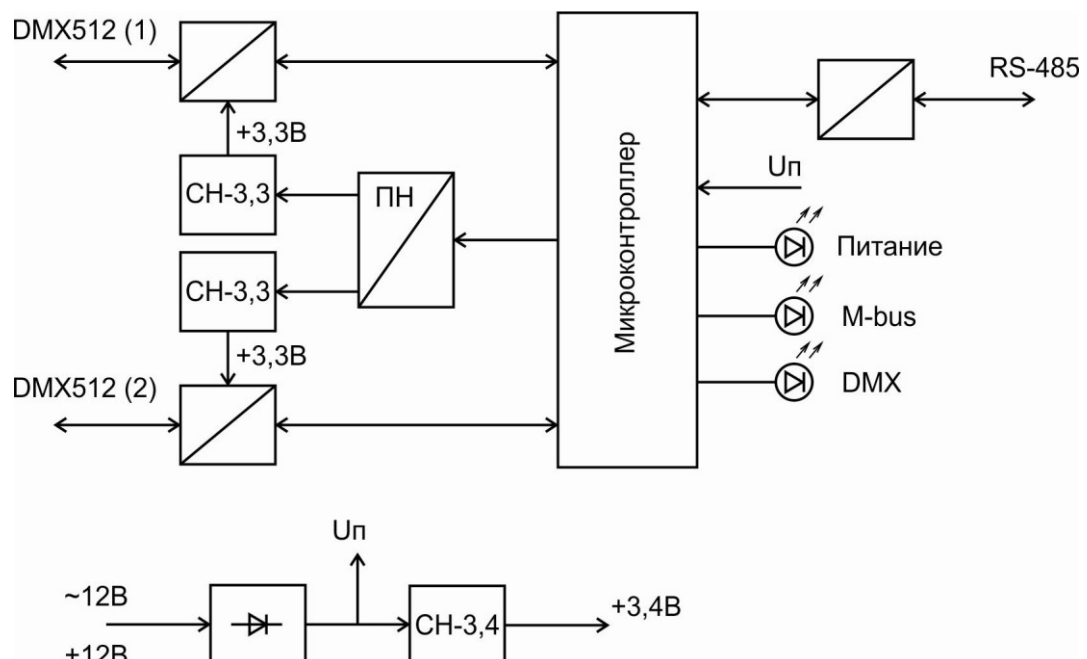 DMX512 (1)
RS-485
+3,3В
СН-3,3
ПН
Uп
Микроконтроллер
Питание
СН-3,3
M-bus
+3,3В
DMX
DMX512 (2)
Uп
~12В
СН-3,4
+3,4В
+12В